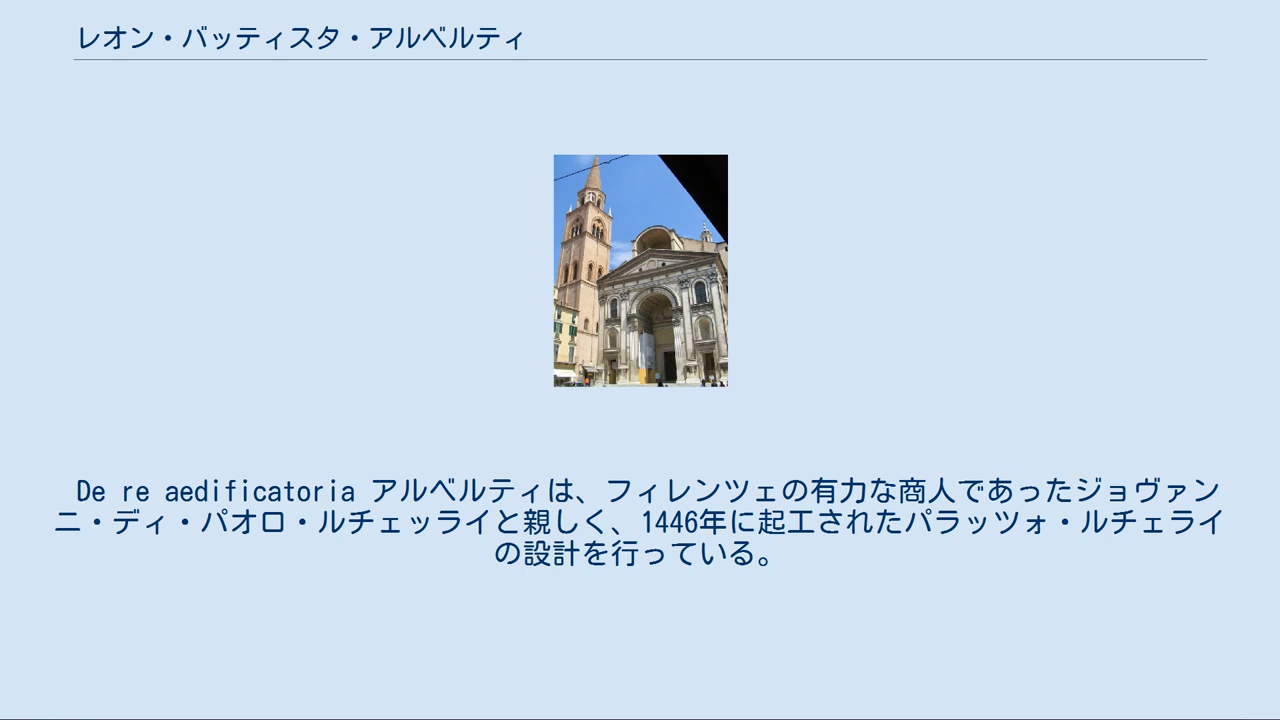 レオン・バッティスタ・アルベルティ
De re aedificatoria アルベルティは、フィレンツェの有力な商人であったジョヴァン
ニ・ディ・パオロ・ルチェッライと親しく、1446年に起工されたパラッツォ・ルチェライ
の設計を行っている。